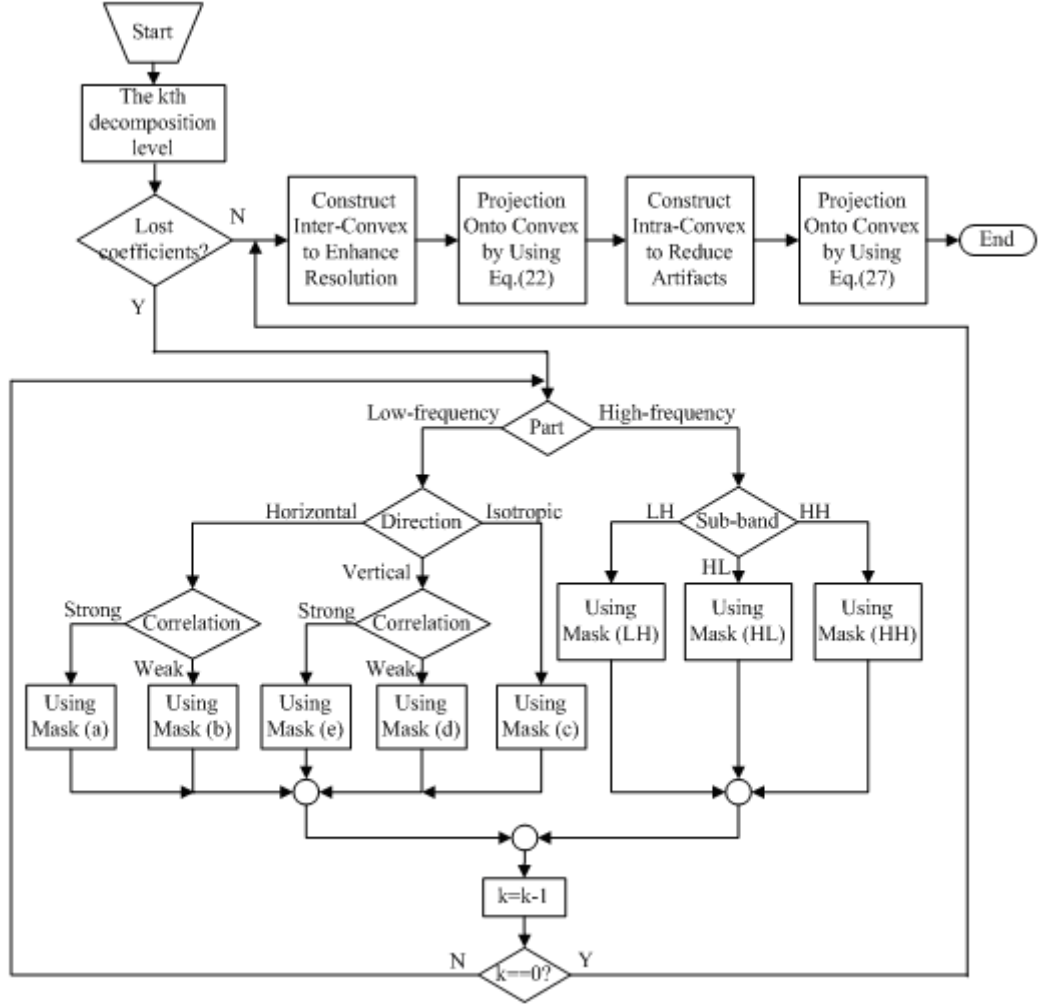 Start
The kth
decomposition
level
Lost
coefficients?
N
Y
Construct
Inter-Convex
to Enhance
Resolution
Projection
Onto Convex
by Using
Eq.(22)
Construct
Intra-Convex
to Reduce
Artifacts
Projection
Onto Convex
by Using
Eq.(27)
End
Low-frequency
Part
High-frequency
Horizontal
Direction
Isotropic
Vertical
LH
Sub-band
HH
HL
Strong
Correlation
Weak
Strong
Correlation
Weak
Using
Mask (LH)
Using
Mask (HL)
Using
Mask (HH)
Using
Mask (a)
Using
Mask (b)
Using
Mask (e)
Using
Mask (d)
Using
Mask (c)
k=k-1
N
k==0?
Y